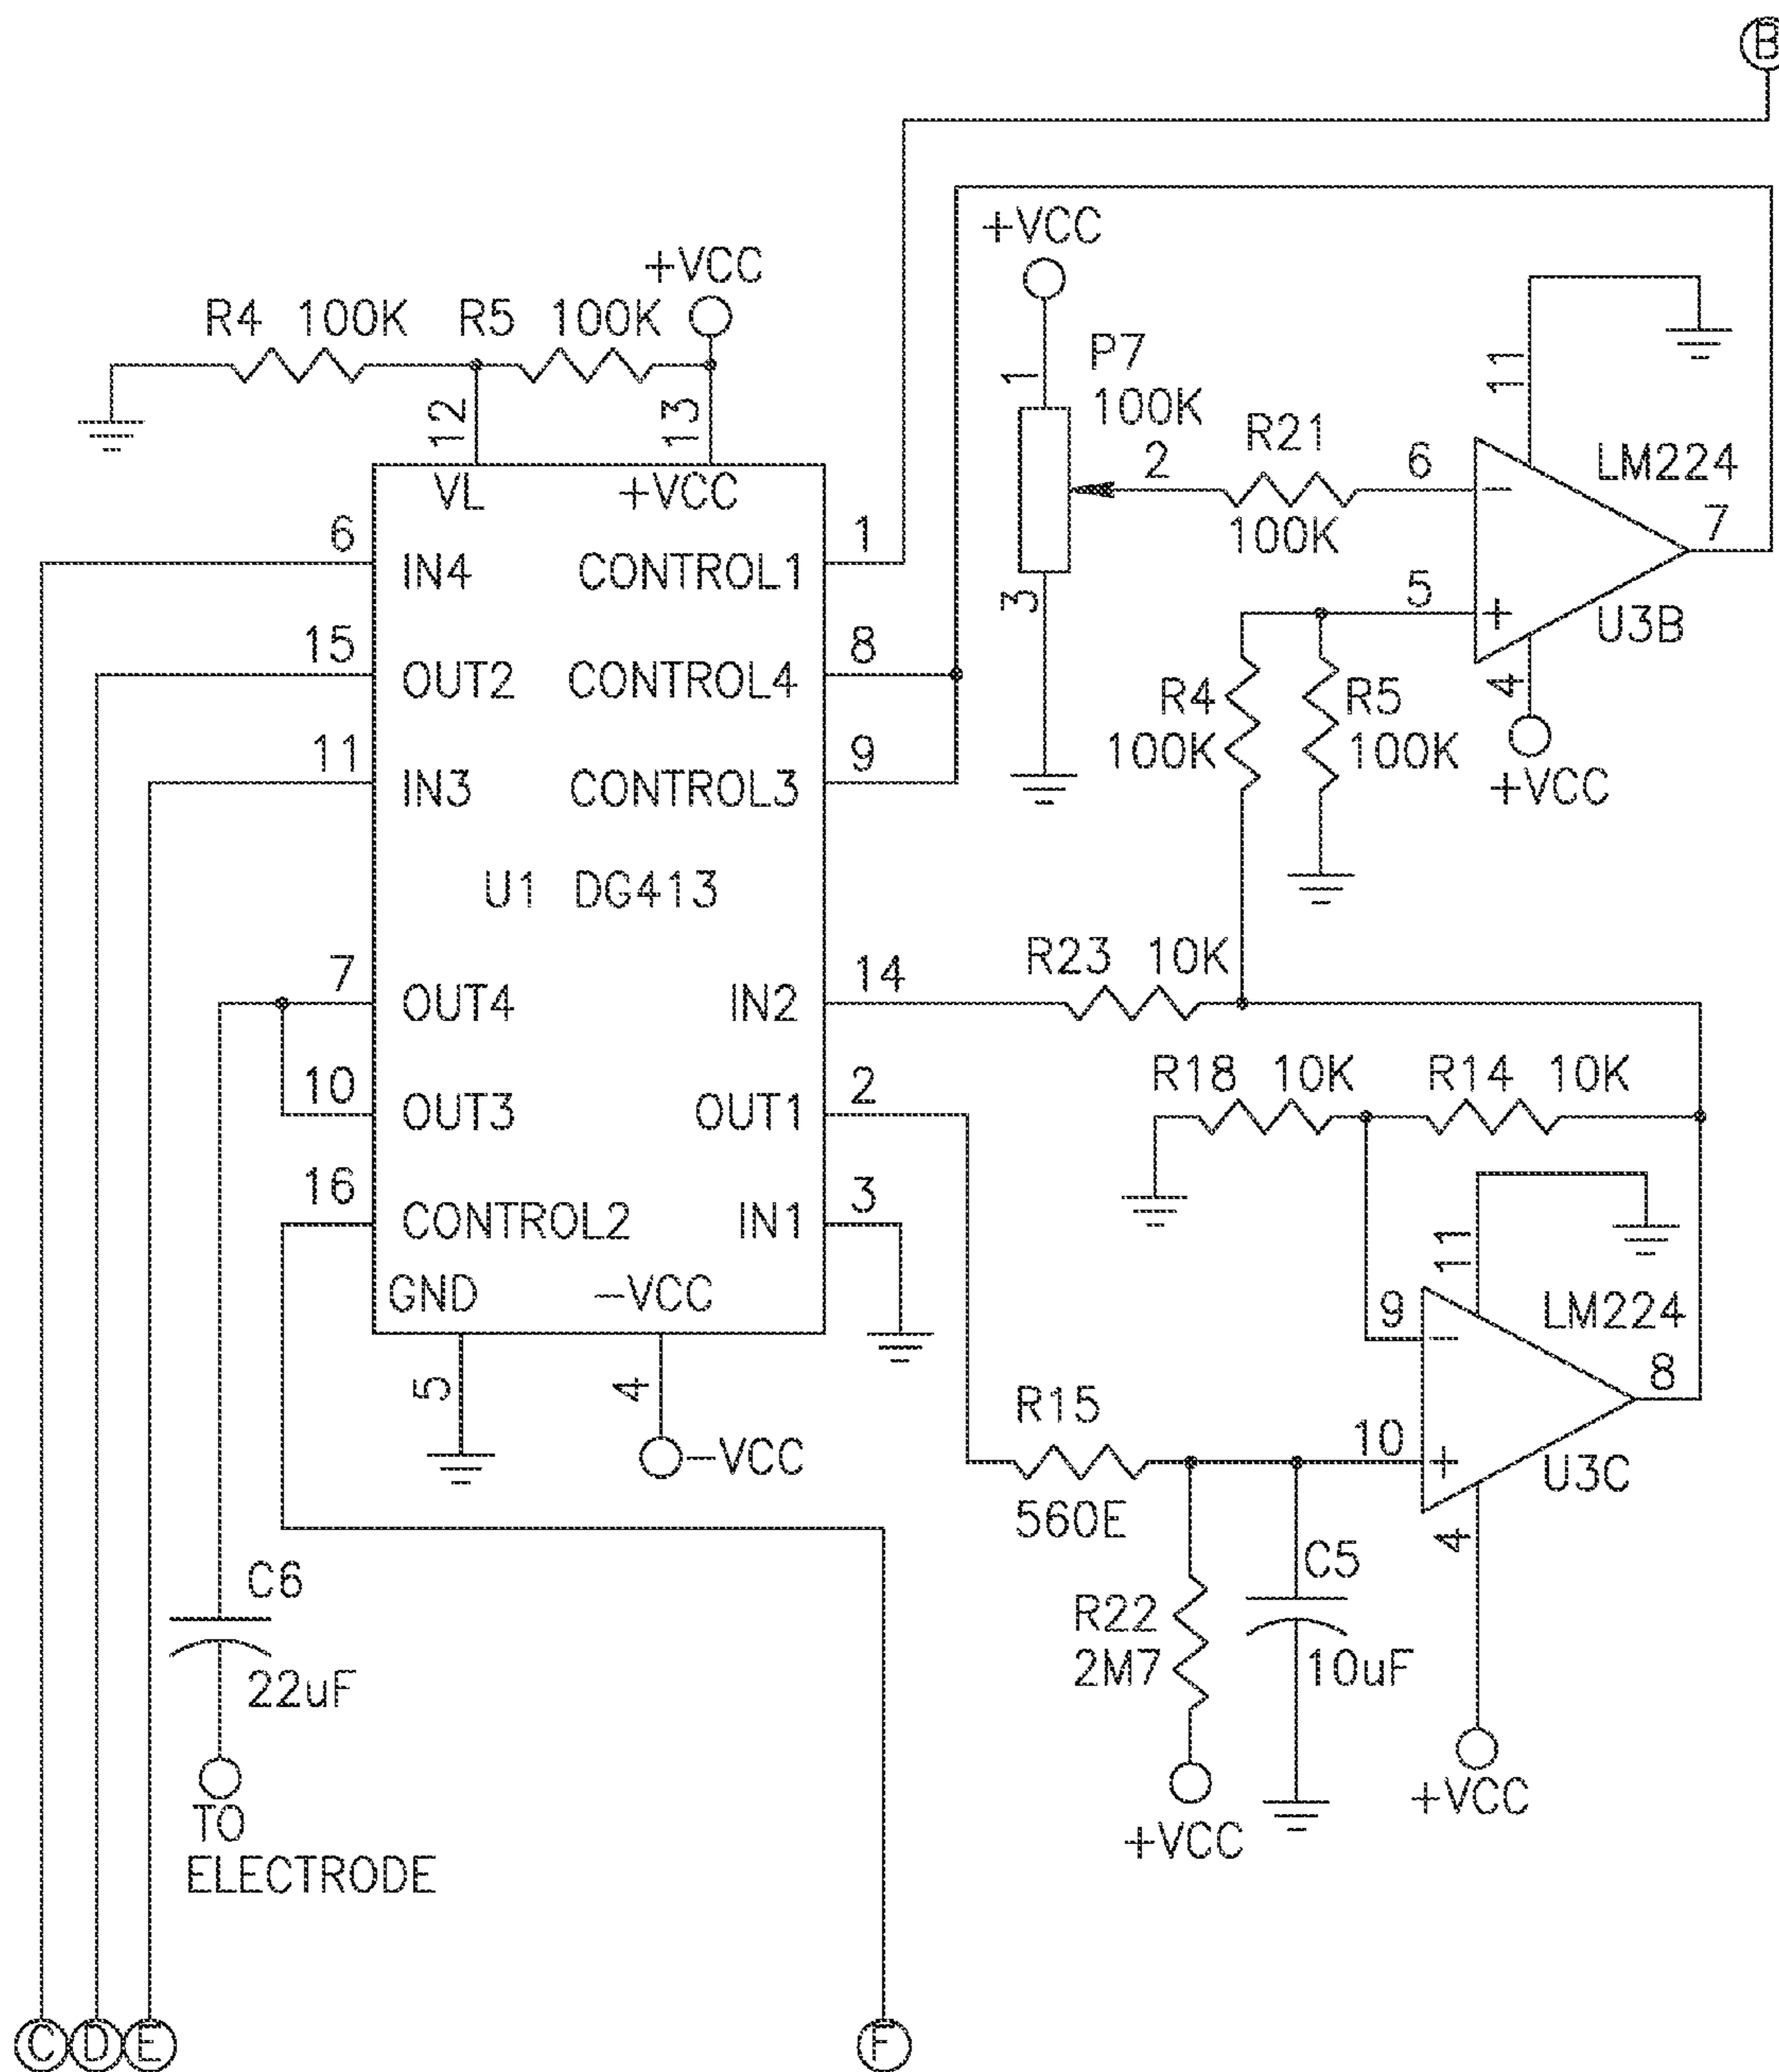 B
+VCC
+VCC
R4 100K R5 100K
P7
100K
1
2
3
R21
100K
6
5
11
LM224
7
U3B
4
+VCC
12
13
VL +VCC
6 IN4 CONTROL1 1
15 OUT2 CONTROL4 8
11 IN3 CONTROL3 9
U1 DG413
7 OUT4 IN2 14
10 OUT3 OUT1 2
16 CONTROL2 IN1 3
GND -VCC
5
4
-VCC
R4
100K
R5
100K
R23 10K
R18 10K R14 10K
11
LM224
9
8
10
U3C
4
+VCC
R15
560E
R22
2M7
+VCC
C5
10uF
C6
22uF
TO
ELECTRODE
C D E F